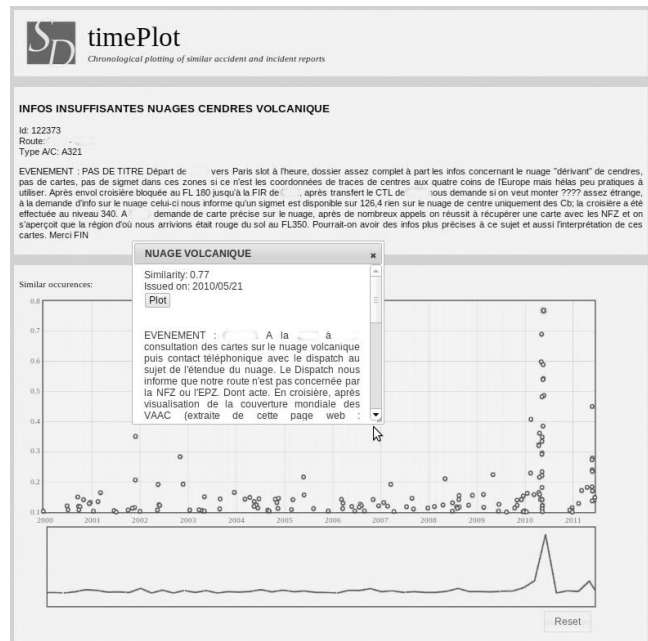 SD
timePlot
Chronological plotting of similar accident and incident reports
INFOS INSUFFISANTES NUAGES CENDRES VOLCANIQUE
Id: 122373
Route:
Type A/C: A321
EVENEMENT : PAS DE TITRE Départ de vers Paris slot à l'heure, dossier assez complet à part les infos concernant le nuage "dérivant" de cendres,
pas de cartes, pas de sigmet dans ces zones si ce n'est les coordonnées de traces de centres aux quatre coins de l'Europe mais hélas peu pratiques à
utiliser. Après envol croisière bloquée au FL 180 jusqu'à la FIR de , après transfert le CTL de nous demande si on veut monter ???? assez étrange,
à la demande d'info sur le nuage celui-ci nous informe qu'un sigmet est disponible sur 126,4 rien sur le nuage de centre uniquement des Cb; la croisière a été
effectuée au niveau 340. A demande de carte précise sur le nuage, après de nombreux appels on réussit à récupérer une carte avec les NFZ et on
s'aperçoit que la région d'où nous arrivions était rouge du sol au FL350. Pourrait-on avoir des infos plus précises à ce sujet et aussi l'interprétation de ces
cartes. Merci FIN
NUAGE VOLCANIQUE ×
Similarity: 0.77
Issued on: 2010/05/21
Plot
EVENEMENT : A la à
consultation des cartes sur le nuage volcanique
puis contact téléphonique avec le dispatch au
sujet de l'étendue du nuage. Le Dispatch nous
informe que notre route n'est pas concernée par
la NFZ ou l'EPZ. Dont acte. En croisière, après
visualisation de la couverture mondiale des
VAAC (extraite de cette page web :
Similar occurences:
0.8
0.7
0.6
0.5
0.4
0.3
0.2
0.1
2000 2001 2002 2003 2004 2005 2006 2007 2008 2009 2010 2011
Reset